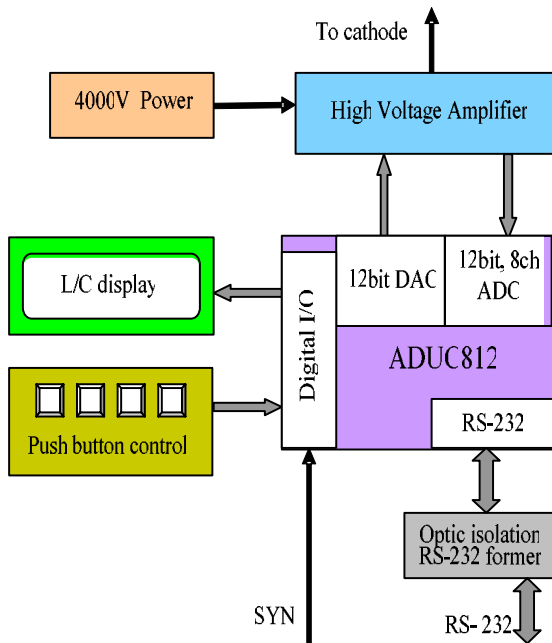 To cathode
4000V Power
High Voltage Amplifier
L/C display
12bit DAC
12bit, 8ch
ADC
Digital I/O
ADUC812
Push button control
RS-232
Optic isolation
RS-232 former
SYN
RS- 232